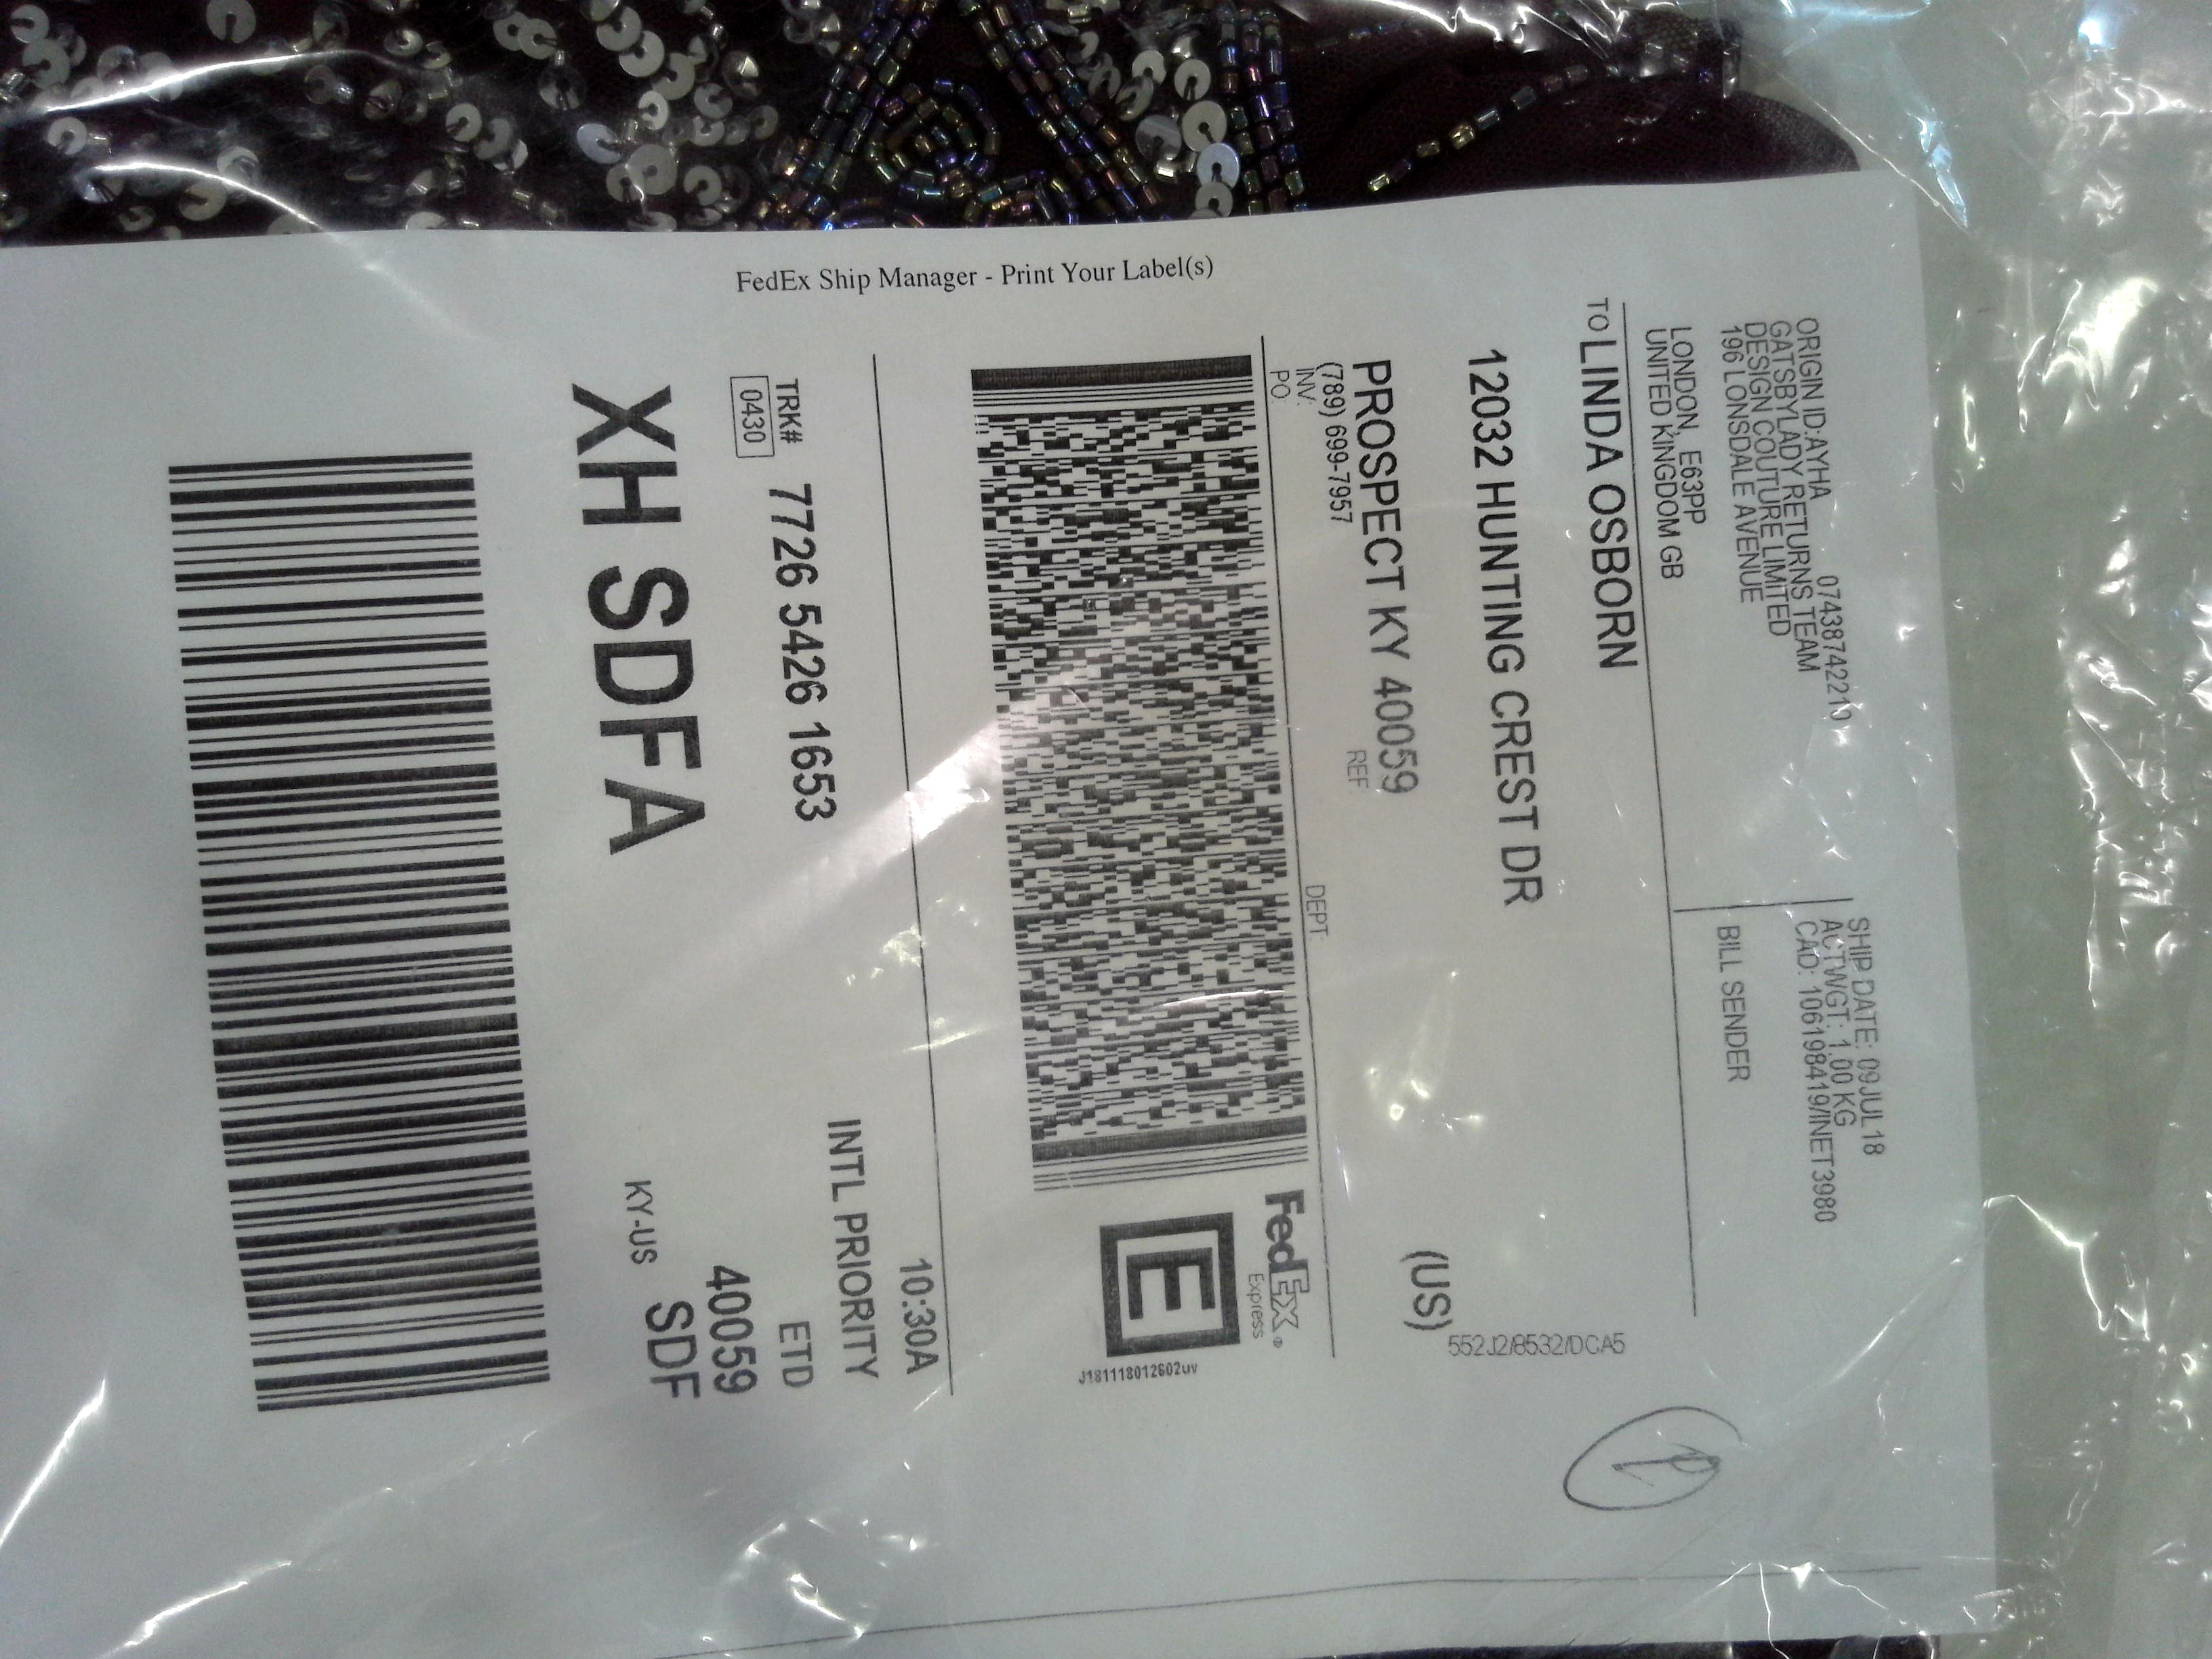 FedEx Ship Manager - Print Your Label(s)
ORIGIN ID:AYHA 07438742210
GATSBYLADY RETURNS TEAM
DESIGN COUTURE LIMITED
196 LONSDALE AVENUE
LONDON, E63PP
UNITED KINGDOM GB
SHIP DATE: 09JUL18
ACTWGT: 1.00 KG
CAD: 106198419/INET3980
BILL SENDER
TO LINDA OSBORN
12032 HUNTING CREST DR
PROSPECT KY 40059
(US)
(789) 699-7957
REF
INV:
PO:
DEPT:
552J2/8532/DCA5
FedEx®
Express
E
J181118012602uv
TRK# 7726 5426 1653
0430
10:30A
INTL PRIORITY
ETD
40059
XH SDFA
KY-US SDF